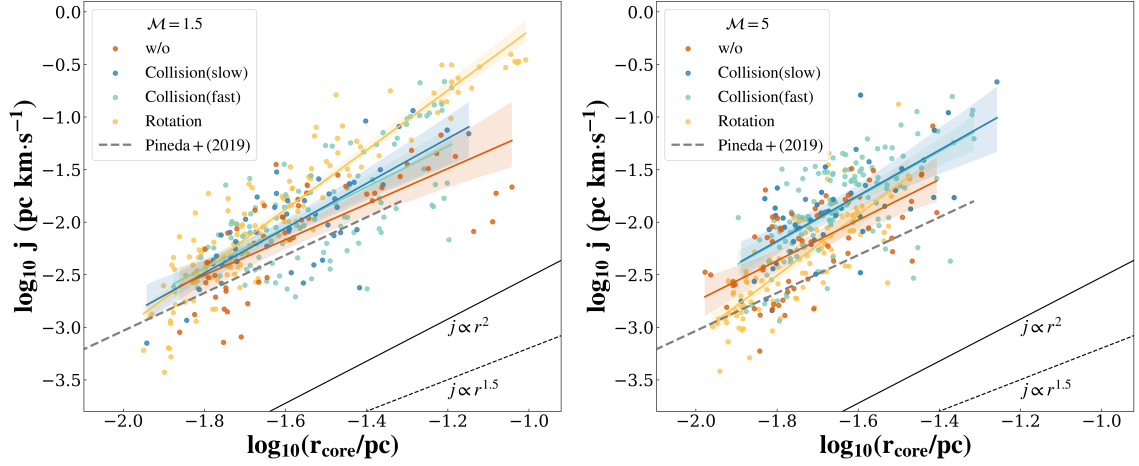 ℳ = 1.5
w/o
Collision(slow)
Collision(fast)
Rotation
Pineda + (2019)
0.0
−0.5
−1.0
−1.5
−2.0
−2.5
−3.0
−3.5
log₁₀ j (pc km·s⁻¹)
j ∝ r²
j ∝ r¹·⁵
−2.0 −1.8 −1.6 −1.4 −1.2 −1.0
log₁₀(r_core/pc)
ℳ = 5
w/o
Collision(slow)
Collision(fast)
Rotation
Pineda + (2019)
0.0
−0.5
−1.0
−1.5
−2.0
−2.5
−3.0
−3.5
log₁₀ j (pc km·s⁻¹)
j ∝ r²
j ∝ r¹·⁵
−2.0 −1.8 −1.6 −1.4 −1.2 −1.0
log₁₀(r_core/pc)